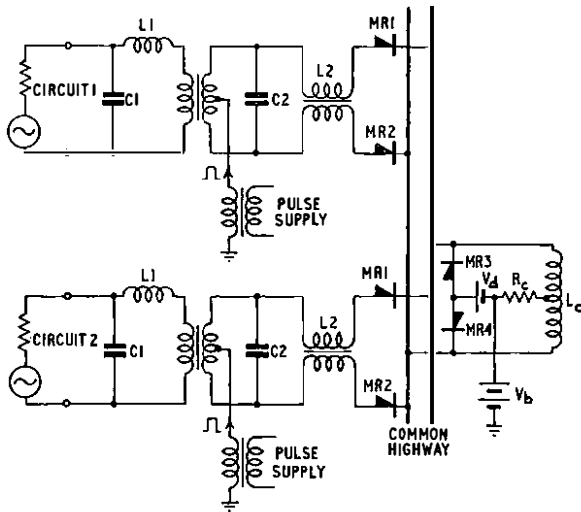 L1
MR1
L2
CIRCUIT 1
C1
C2
MR2
PULSE
SUPPLY
L1
MR1
L2
CIRCUIT 2
C1
C2
MR2
PULSE
SUPPLY
MR3
Vd
Rc
Lc
MR4
Vb
COMMON
HIGHWAY